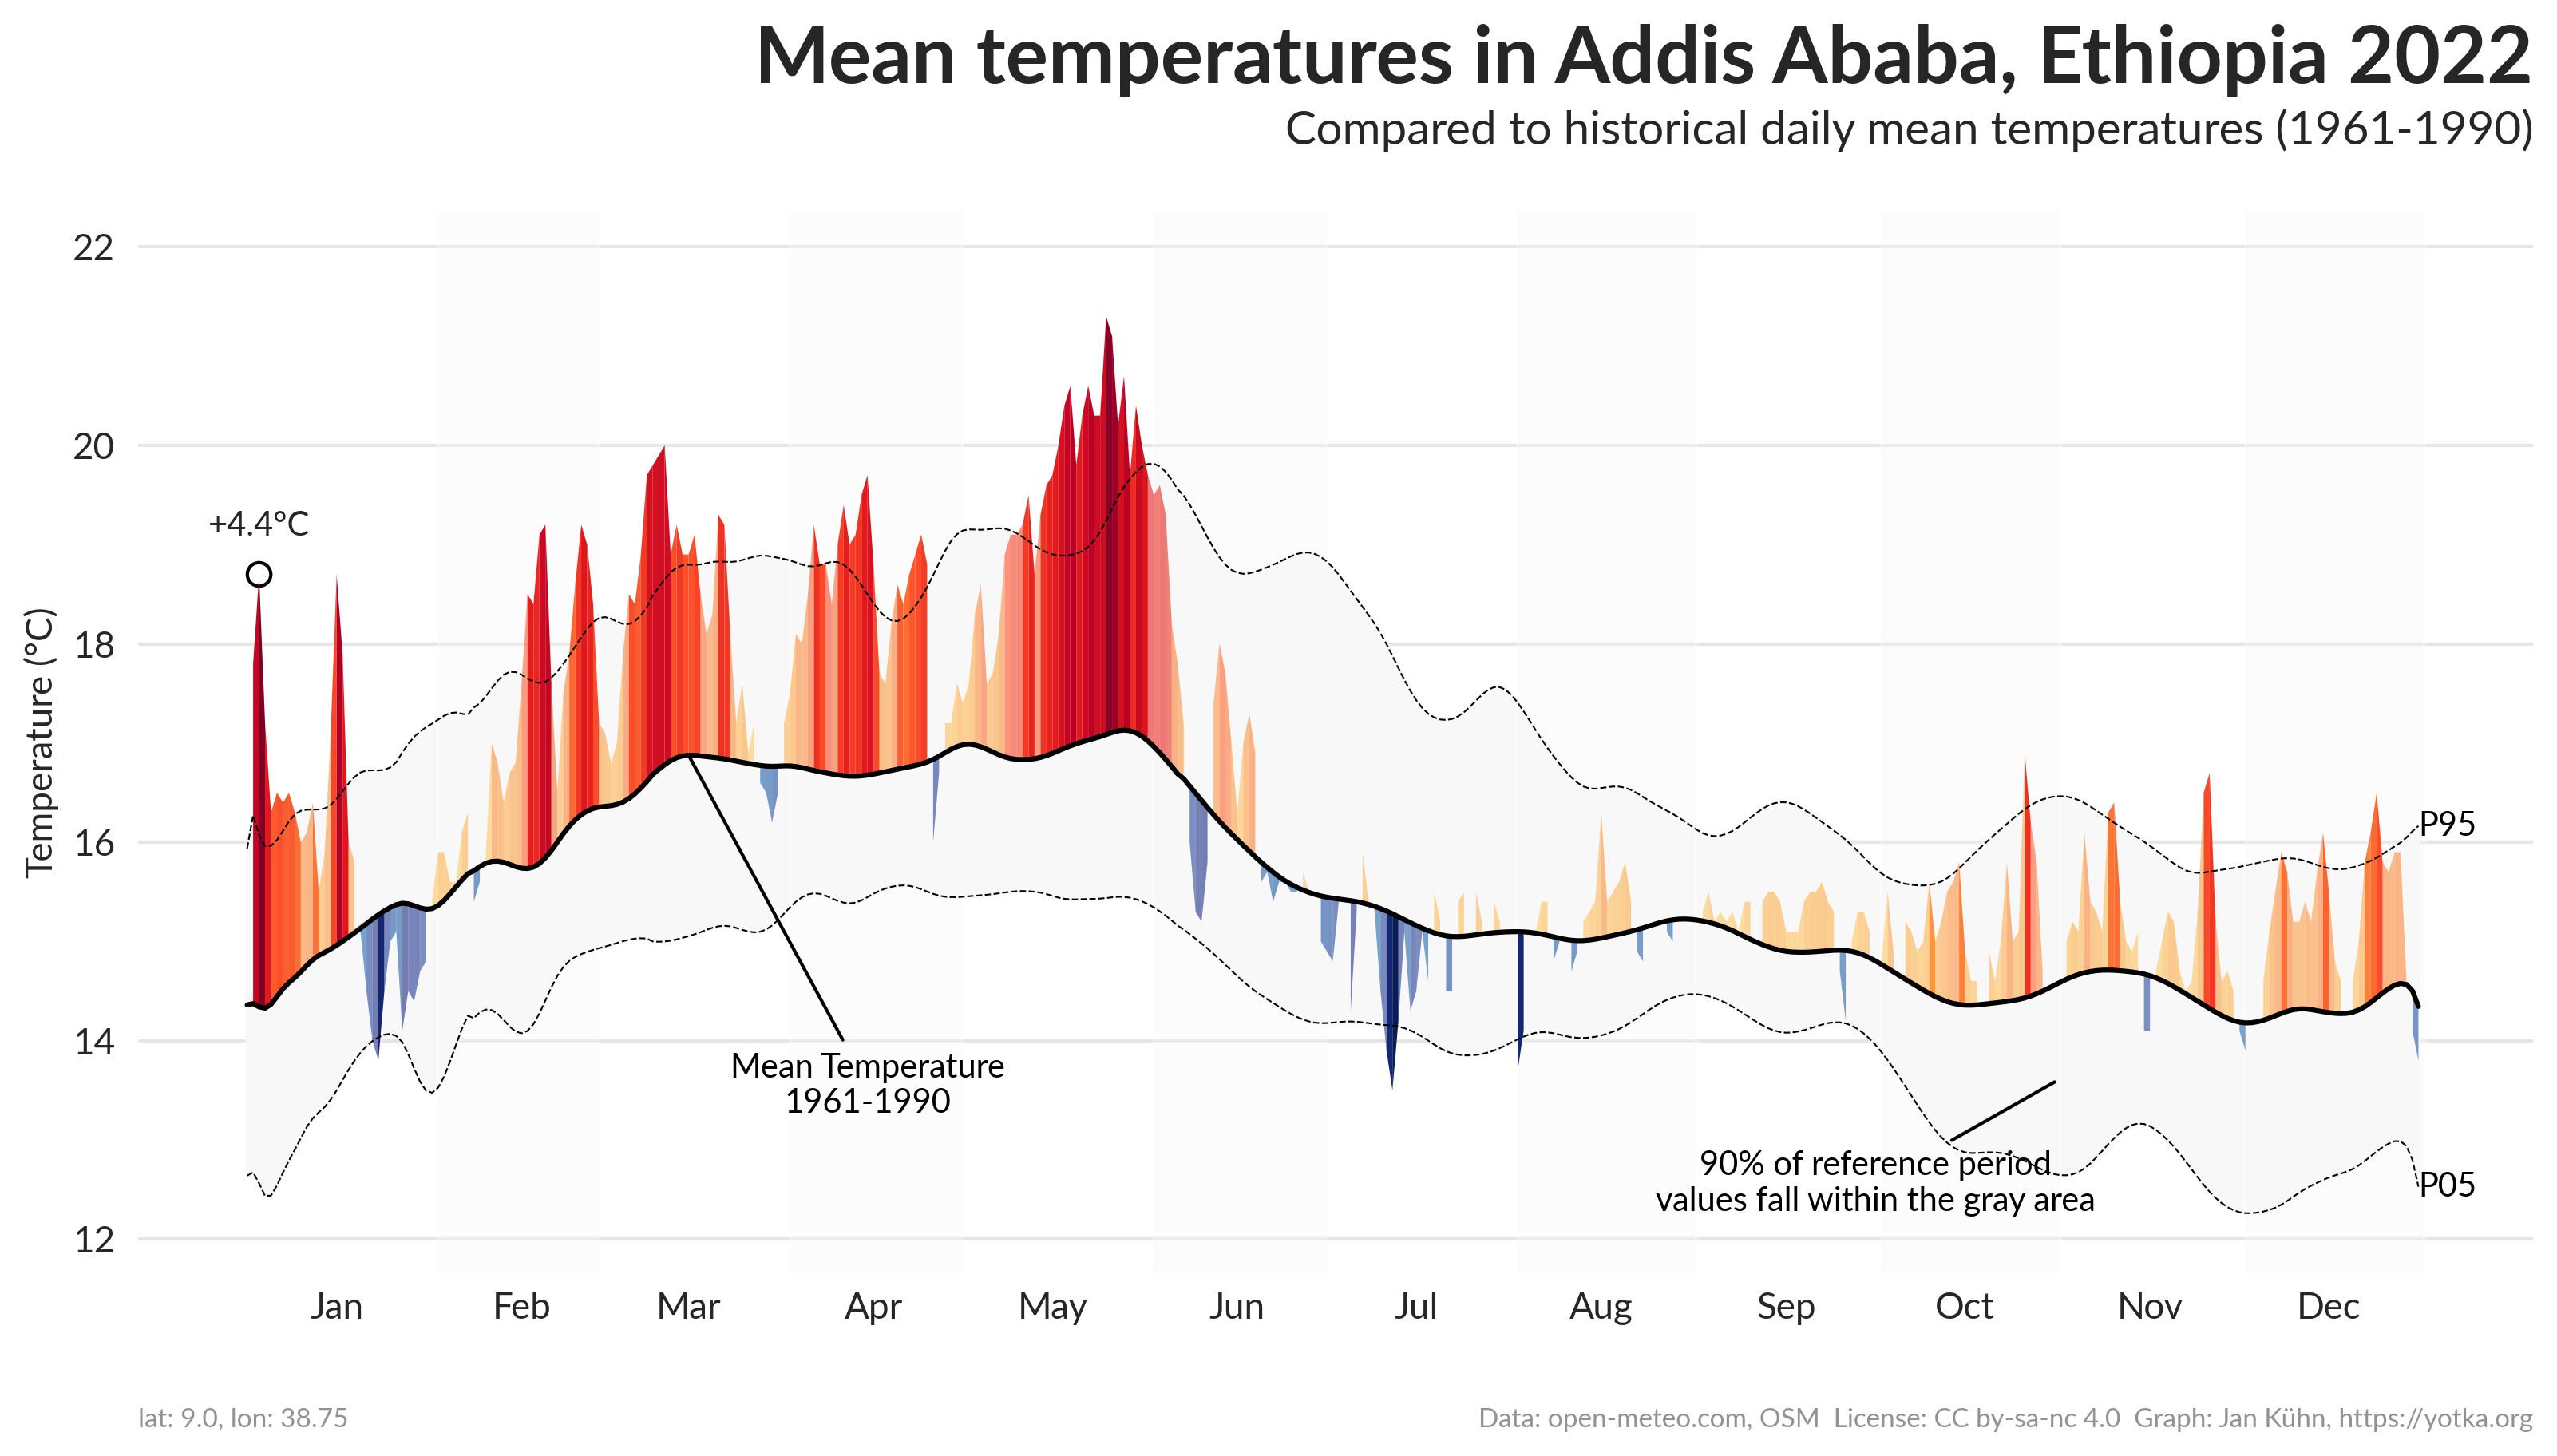 Mean temperatures in Addis Ababa, Ethiopia 2022
Compared to historical daily mean temperatures (1961-1990)
Temperature (°C)
22
20
18
16
14
12
+4.4°C
P95
P05
Mean Temperature
1961-1990
90% of reference period
values fall within the gray area
Jan Feb Mar Apr May Jun Jul Aug Sep Oct Nov Dec
lat: 9.0, lon: 38.75
Data: open-meteo.com, OSM License: CC by-sa-nc 4.0 Graph: Jan Kühn, https://yotka.org